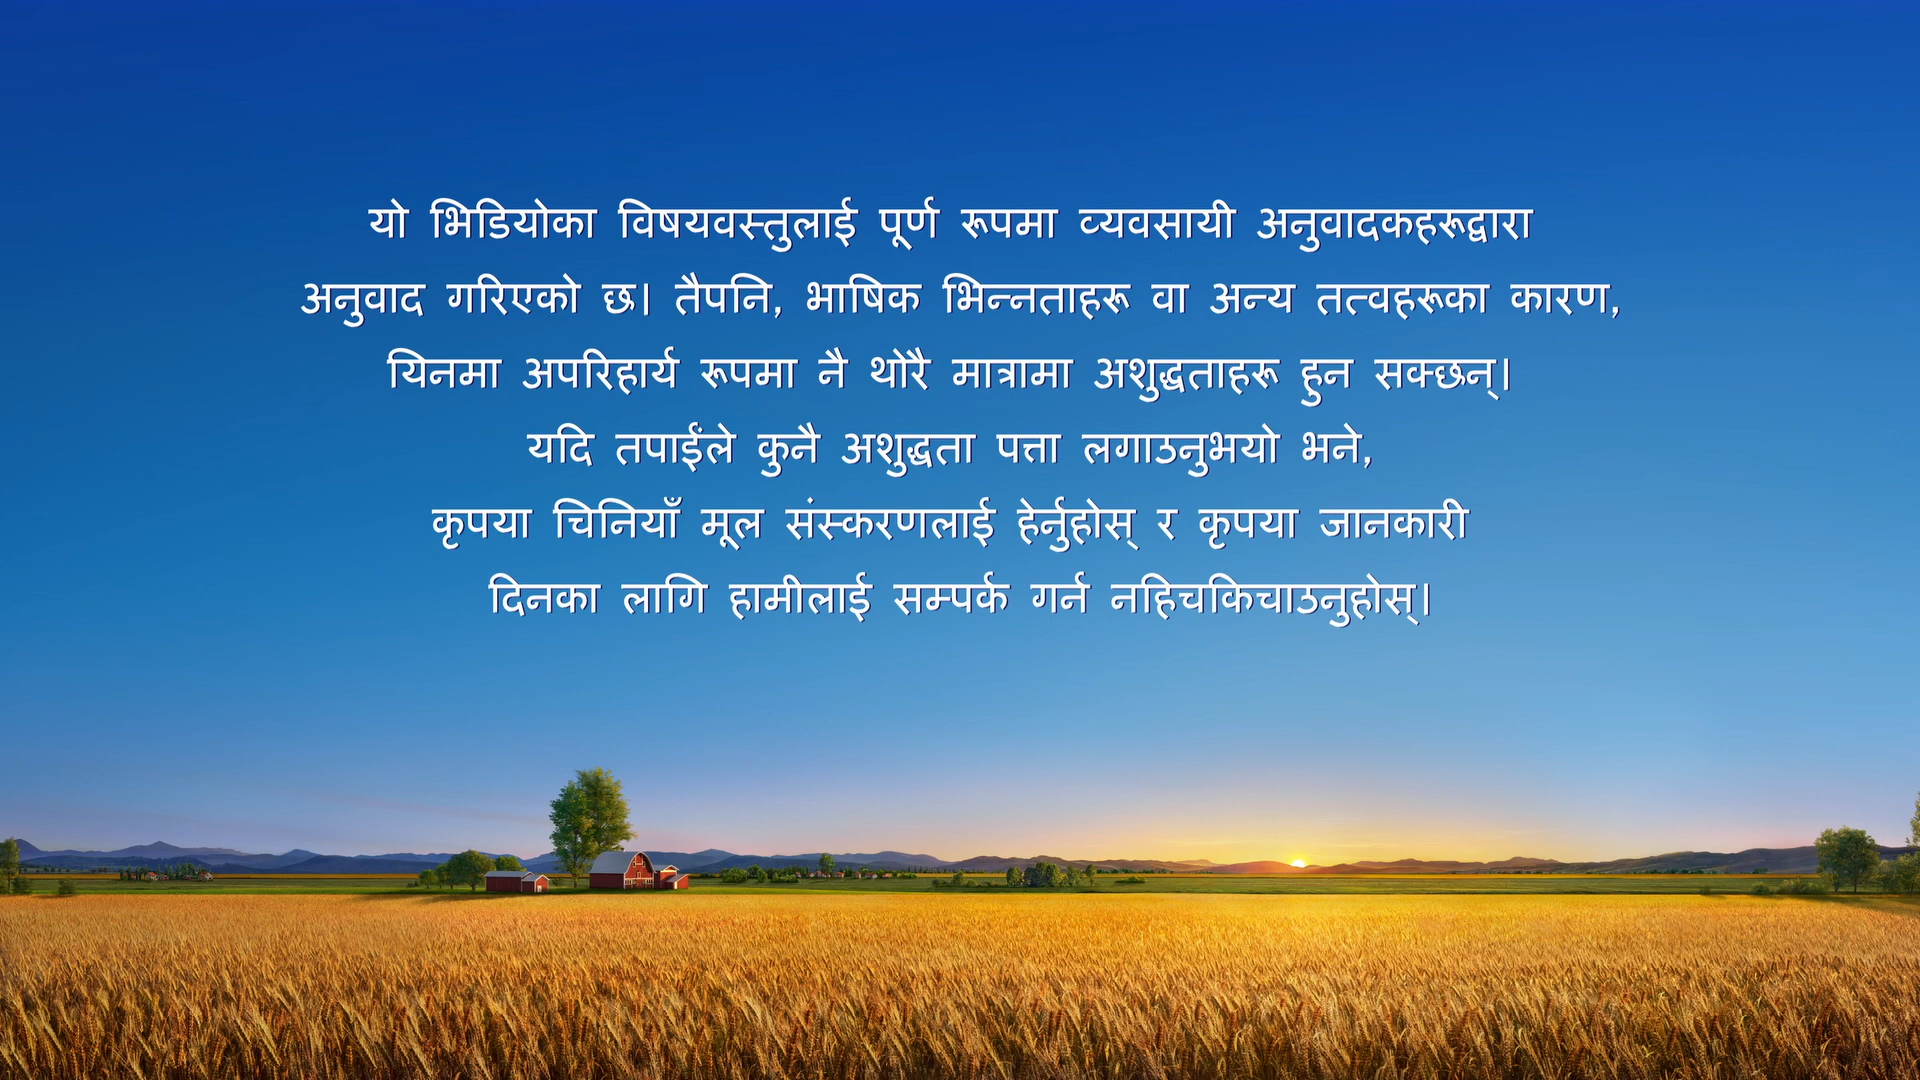 यो भिडियोका विषयवस्तुलाई पूर्ण रूपमा व्यवसायी अनुवादकहरूद्वारा
अनुवाद गरिएको छ। तैपनि, भाषिक भिन्नताहरू वा अन्य तत्वहरूका कारण,
यिनमा अपरिहार्य रूपमा नै थोरै मात्रामा अशुद्धताहरू हुन सक्छन्।
यदि तपाईंले कुनै अशुद्धता पत्ता लगाउनुभयो भने,
कृपया चिनियाँ मूल संस्करणलाई हेर्नुहोस् र कृपया जानकारी
दिनका लागि हामीलाई सम्पर्क गर्न नहिचकिचाउनुहोस्।